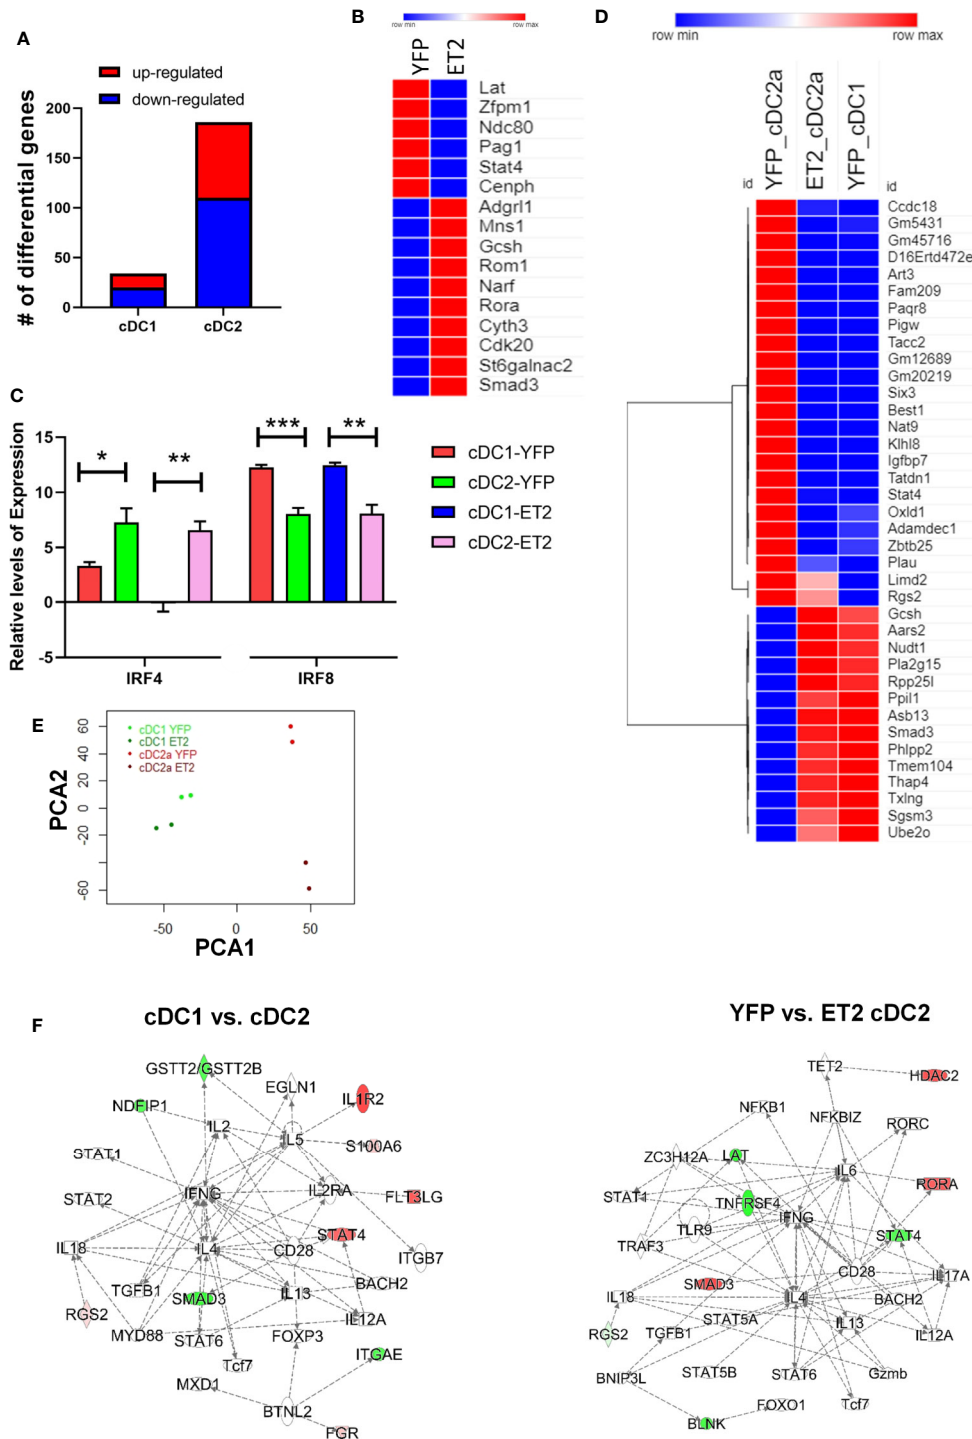 A
up-regulated
down-regulated
# of differential genes
200
150
100
50
0
cDC1
cDC2
B
row min
row max
YFP
ET2
Lat
Zfpm1
Ndc80
Pag1
Stat4
Cenph
Adgrl1
Mns1
Gcsh
Rom1
Narf
Rora
Cyth3
Cdk20
St6galnac2
Smad3
C
Relative levels of Expression
15
10
5
0
-5
*
**
***
**
IRF4
IRF8
cDC1-YFP
cDC2-YFP
cDC1-ET2
cDC2-ET2
D
row min
row max
YFP_cDC2a
ET2_cDC2a
YFP_cDC1
id
id
Ccdc18
Gm5431
Gm45716
D16Ertd472e
Art3
Fam209
Paqr8
Pigw
Tacc2
Gm12689
Gm20219
Six3
Best1
Nat9
Klhl8
Igfbp7
Tatdn1
Stat4
Oxld1
Adamdec1
Zbtb25
Plau
Limd2
Rgs2
Gcsh
Aars2
Nudt1
Pla2g15
Rpp25l
Ppil1
Asb13
Smad3
Phlpp2
Tmem104
Thap4
Txlng
Sgsm3
Ube2o
E
cDC1 YFP
cDC1 ET2
cDC2a YFP
cDC2a ET2
PCA2
60
40
20
0
-20
-60
-50
0
50
PCA1
F
cDC1 vs. cDC2
GSTT2/GSTT2B
EGLN1
IL1R2
NDFIP1
IL2
IL5
S100A6
STAT1
IFNG
IL2RA
FLT3LG
STAT2
STAT4
IL18
IL4
CD28
ITGB7
TGFB1
BACH2
SMAD3
IL13
RGS2
IL12A
MYD88
STAT6
FOXP3
ITGAE
Tcf7
MXD1
BTNL2
FGR
YFP vs. ET2 cDC2
TET2
HDAC2
NFKB1
NFKBIZ
RORC
ZC3H12A
LAT
IL6
RORA
STAT1
TNFRSF4
IFNG
TLR9
STAT4
TRAF3
CD28
IL17A
SMAD3
IL18
IL4
BACH2
STAT5A
IL13
RGS2
TGFB1
IL12A
BNIP3L
STAT5B
STAT6
Gzmb
FOXO1
Tcf7
BLNK